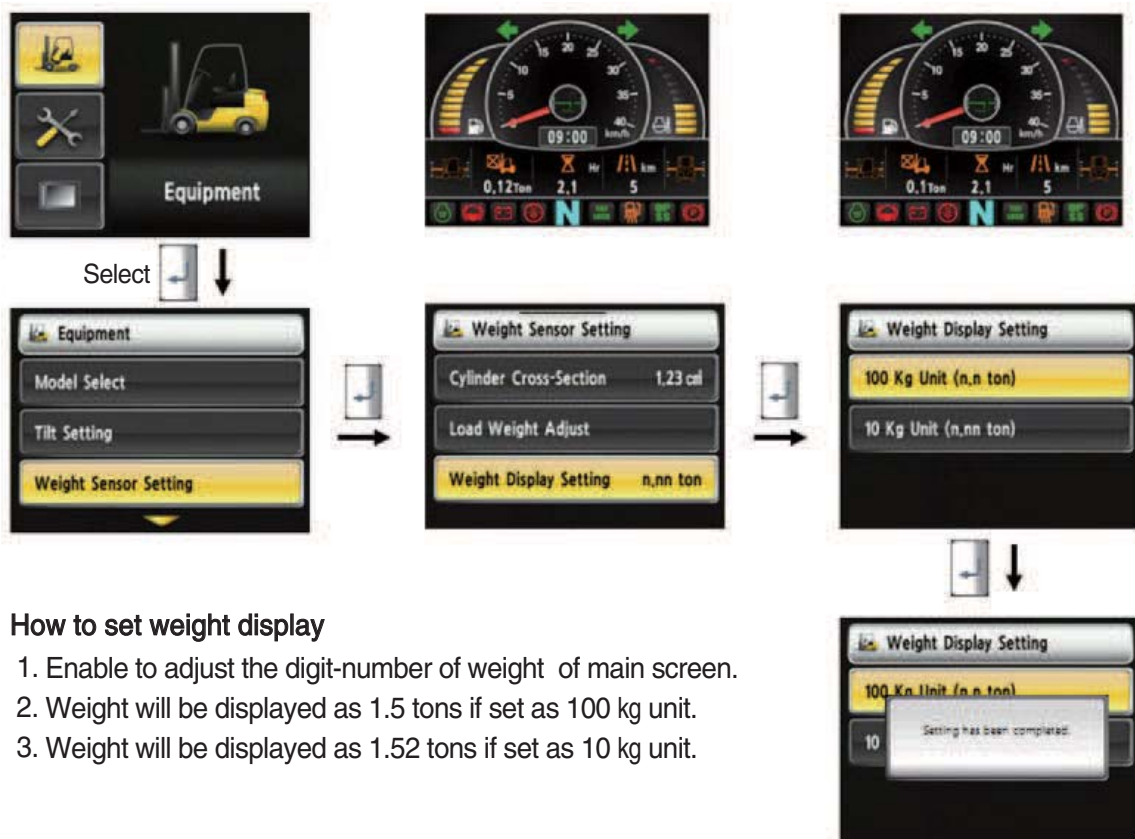 Equipment
15 20 25
10 30
5 35
40
09:00 km/h
Hr km
0.12Ton 2.1 5
N
15 20 25
10 30
5 35
40
09:00 km/h
Hr km
0.1Ton 2.1 5
N
Select
Equipment
Model Select
Tilt Setting
Weight Sensor Setting
Weight Sensor Setting
Cylinder Cross-Section 1.23 ㎠
Load Weight Adjust
Weight Display Setting n.nn ton
Weight Display Setting
100 Kg Unit (n.n ton)
10 Kg Unit (n.nn ton)
How to set weight display
1. Enable to adjust the digit-number of weight of main screen.
2. Weight will be displayed as 1.5 tons if set as 100 kg unit.
3. Weight will be displayed as 1.52 tons if set as 10 kg unit.
Weight Display Setting
100 Kg Unit (n.n ton)
10
Setting has been completed.